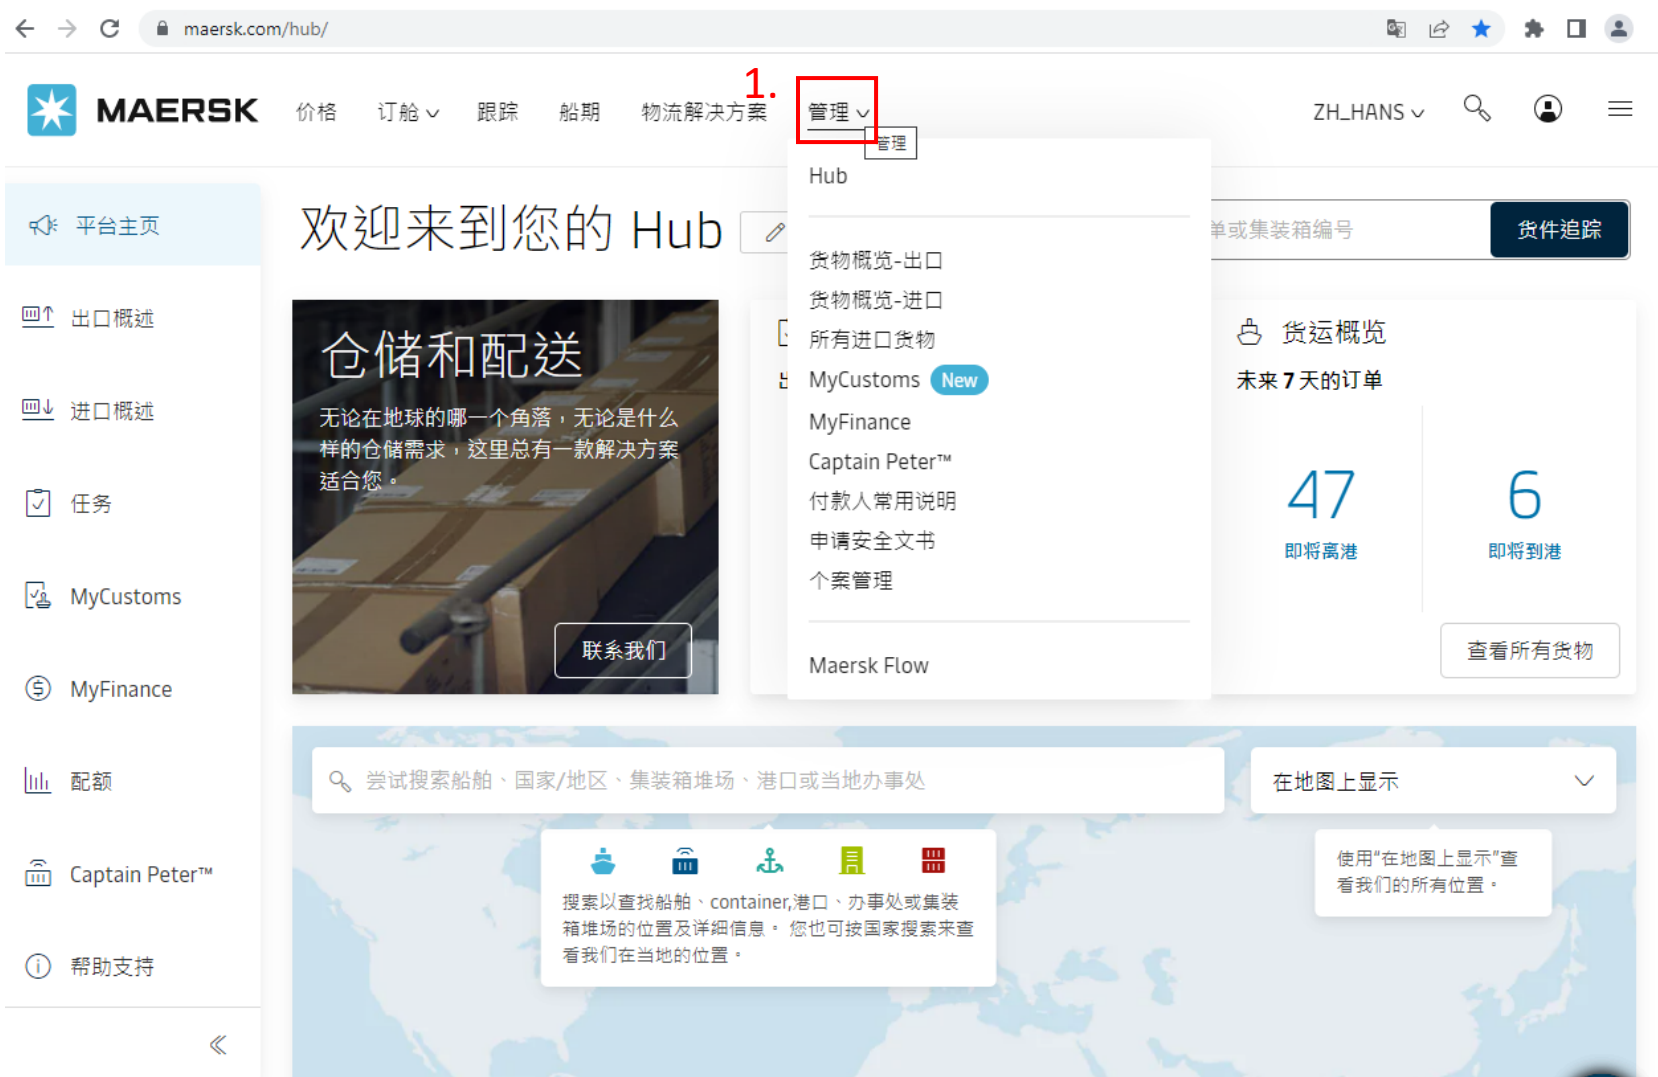 maersk.com/hub/
1.
MAERSK
价格
订舱
跟踪
船期
物流解决方案
管理
ZH_HANS
管理
Hub
货物概览-出口
货物概览-进口
所有进口货物
MyCustoms New
MyFinance
Captain Peter™
付款人常用说明
申请安全文书
个案管理
Maersk Flow
平台主页
出口概述
进口概述
任务
MyCustoms
MyFinance
配额
Captain Peter™
帮助支持
欢迎来到您的 Hub
单或集装箱编号
货件追踪
仓储和配送
无论在地球的哪一个角落，无论是什么
样的仓储需求，这里总有一款解决方案
适合您。
联系我们
货运概览
未来 7 天的订单
47
即将离港
6
即将到港
查看所有货物
尝试搜索船舶、国家/地区、集装箱堆场、港口或当地办事处
在地图上显示
搜索以查找船舶、container,港口、办事处或集装
箱堆场的位置及详细信息。 您也可按国家搜索来查
看我们在当地的位置。
使用“在地图上显示”查
看我们的所有位置。